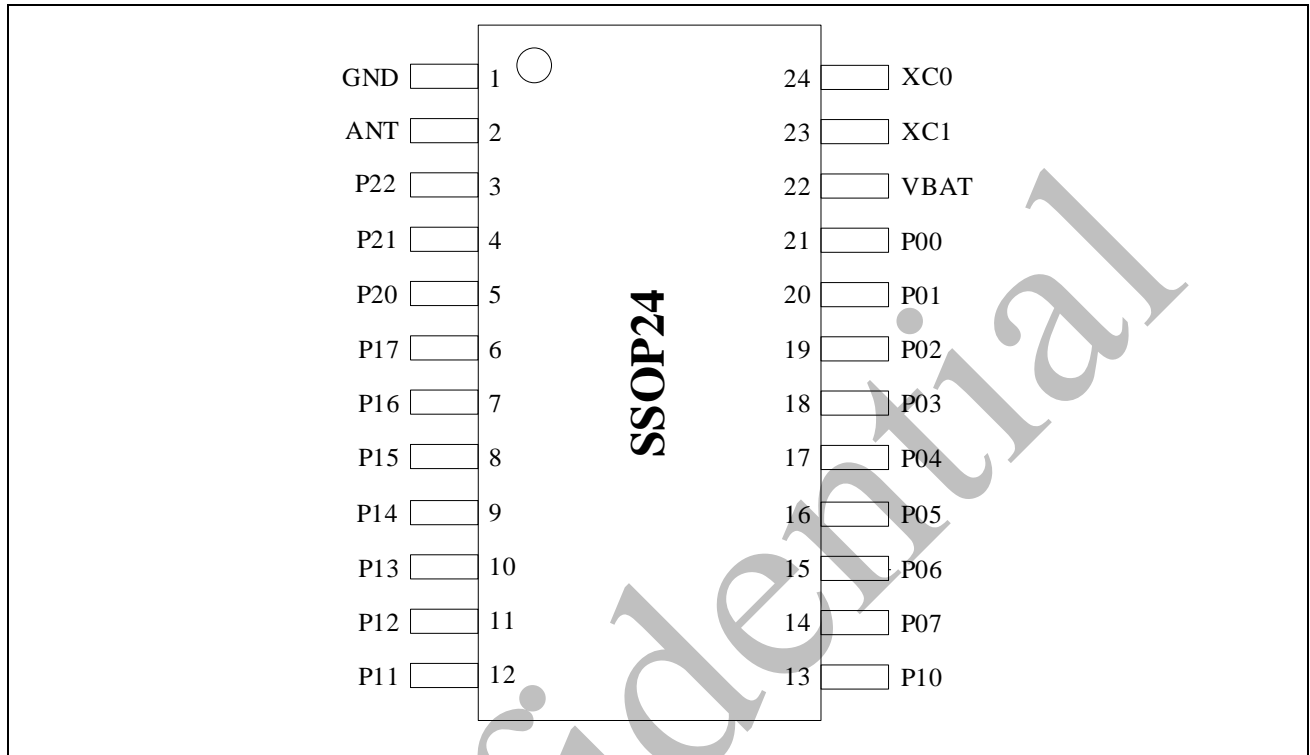 GND 1 24 XC0
ANT 2 23 XC1
P22 3 22 VBAT
P21 4 21 P00
P20 5 20 P01
P17 6 19 P02
P16 7 18 P03
P15 8 17 P04
P14 9 16 P05
P13 10 15 P06
P12 11 14 P07
P11 12 13 P10
SSOP24
fidential